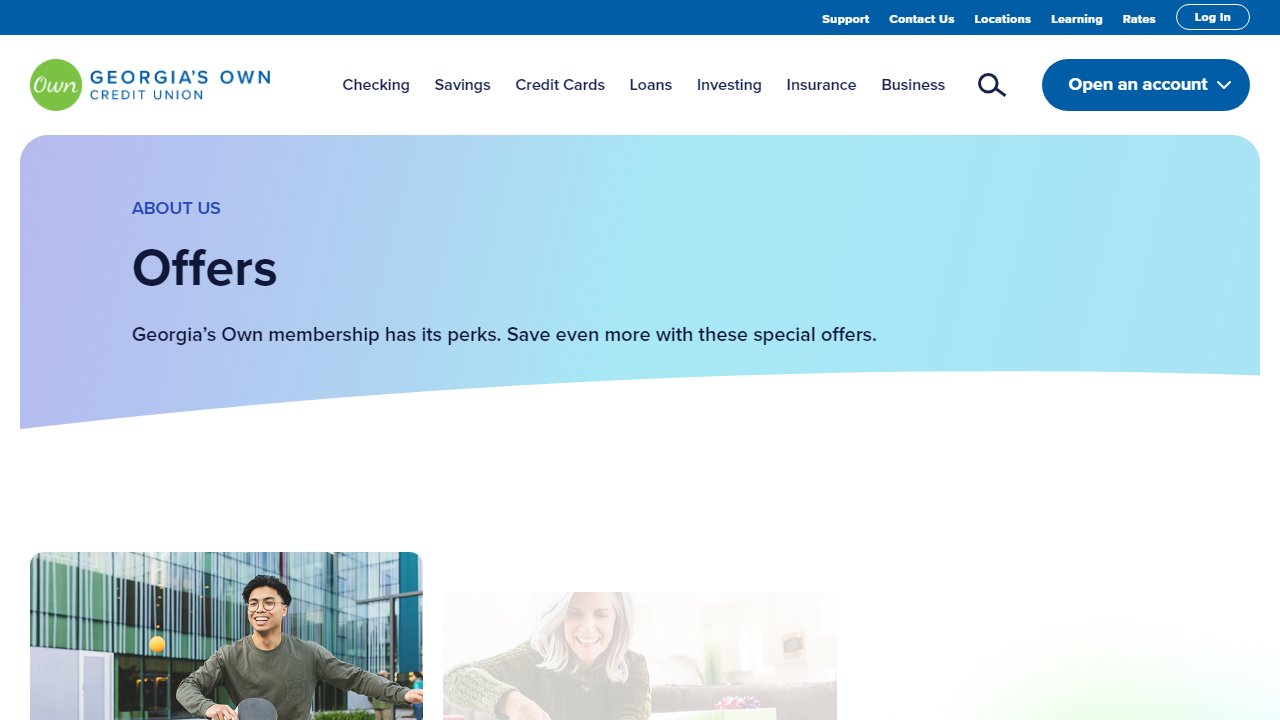 Support Contact Us Locations Learning Rates Log In
Own GEORGIA'S OWN
CREDIT UNION
Checking Savings Credit Cards Loans Investing Insurance Business Open an account
ABOUT US
Offers
Georgia’s Own membership has its perks. Save even more with these special offers.